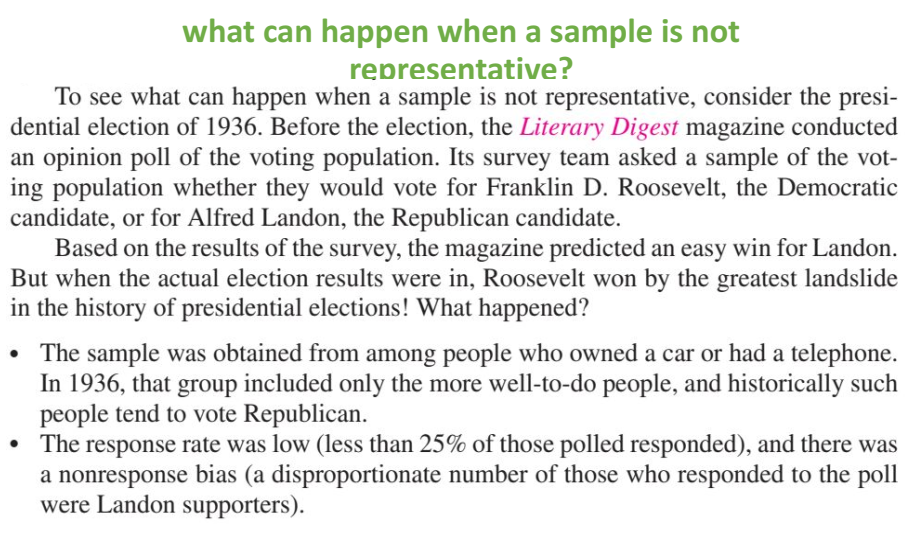 what can happen when a sample is not
representative?
To see what can happen when a sample is not representative, consider the presi-
dential election of 1936. Before the election, the Literary Digest magazine conducted
an opinion poll of the voting population. Its survey team asked a sample of the vot-
ing population whether they would vote for Franklin D. Roosevelt, the Democratic
candidate, or for Alfred Landon, the Republican candidate.
Based on the results of the survey, the magazine predicted an easy win for Landon.
But when the actual election results were in, Roosevelt won by the greatest landslide
in the history of presidential elections! What happened?
• The sample was obtained from among people who owned a car or had a telephone.
In 1936, that group included only the more well-to-do people, and historically such
people tend to vote Republican.
• The response rate was low (less than 25% of those polled responded), and there was
a nonresponse bias (a disproportionate number of those who responded to the poll
were Landon supporters).